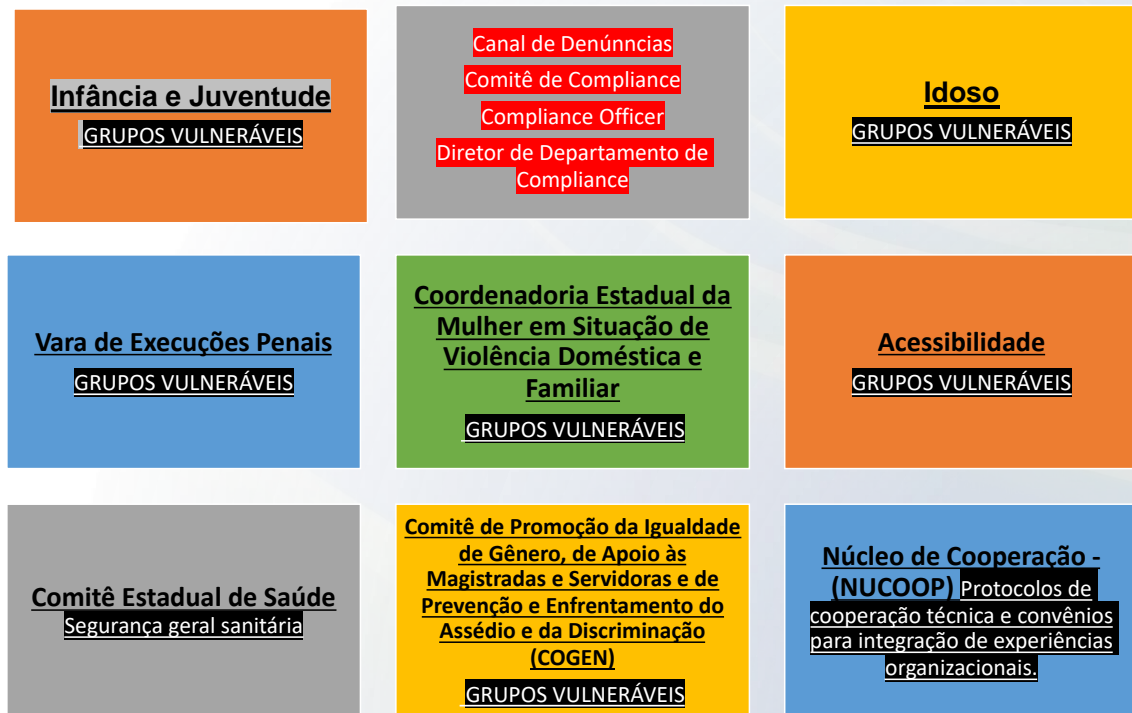 Infância e Juventude
GRUPOS VULNERÁVEIS
Canal de Denúnncias
Comitê de Compliance
Compliance Officer
Diretor de Departamento de
Compliance
Idoso
GRUPOS VULNERÁVEIS
Vara de Execuções Penais
GRUPOS VULNERÁVEIS
Coordenadoria Estadual da
Mulher em Situação de
Violência Doméstica e
Familiar
GRUPOS VULNERÁVEIS
Acessibilidade
GRUPOS VULNERÁVEIS
Comitê Estadual de Saúde
Segurança geral sanitária
Comitê de Promoção da Igualdade
de Gênero, de Apoio às
Magistradas e Servidoras e de
Prevenção e Enfrentamento do
Assédio e da Discriminação
(COGEN)
GRUPOS VULNERÁVEIS
Núcleo de Cooperação -
(NUCOOP) Protocolos de
cooperação técnica e convênios
para integração de experiências
organizacionais.